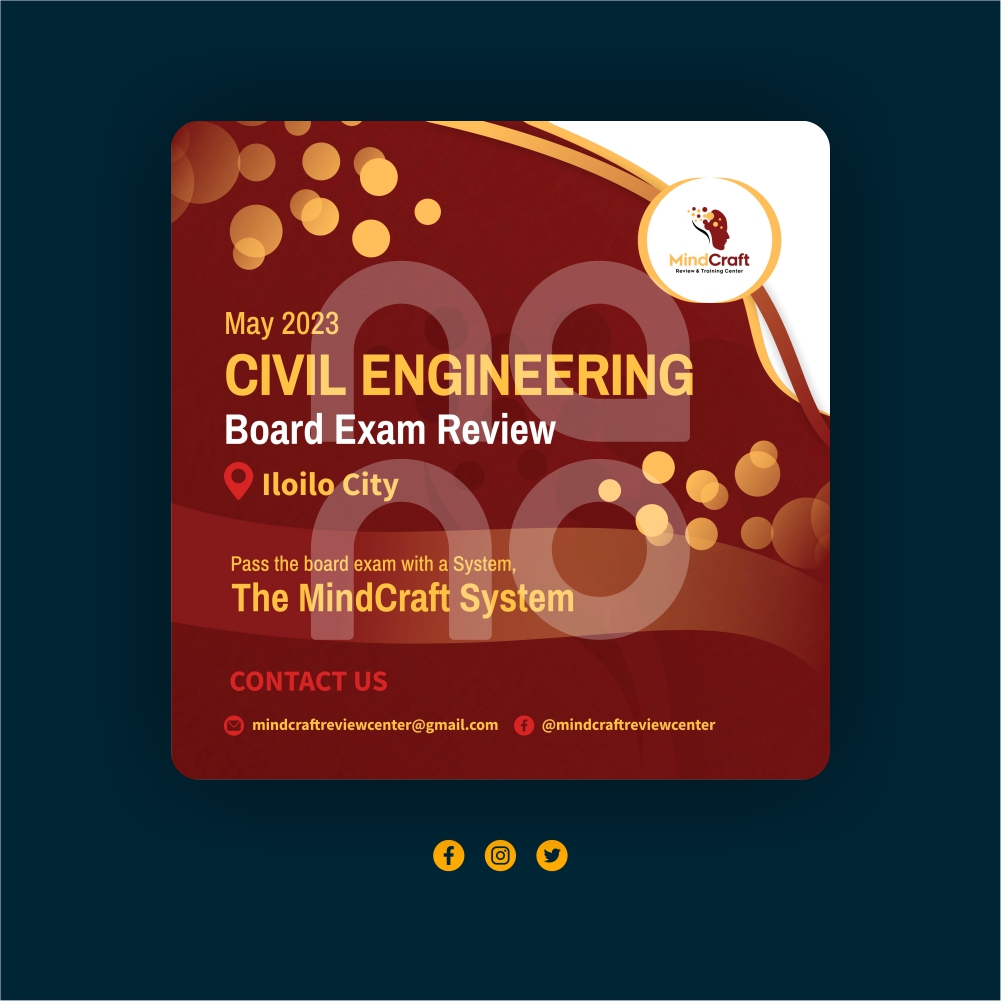 MindCraft
Review & Training Center
May 2023
CIVIL ENGINEERING
Board Exam Review
Iloilo City
Pass the board exam with a System,
The MindCraft System
CONTACT US
mindcraftreviewcenter@gmail.com @mindcraftreviewcenter